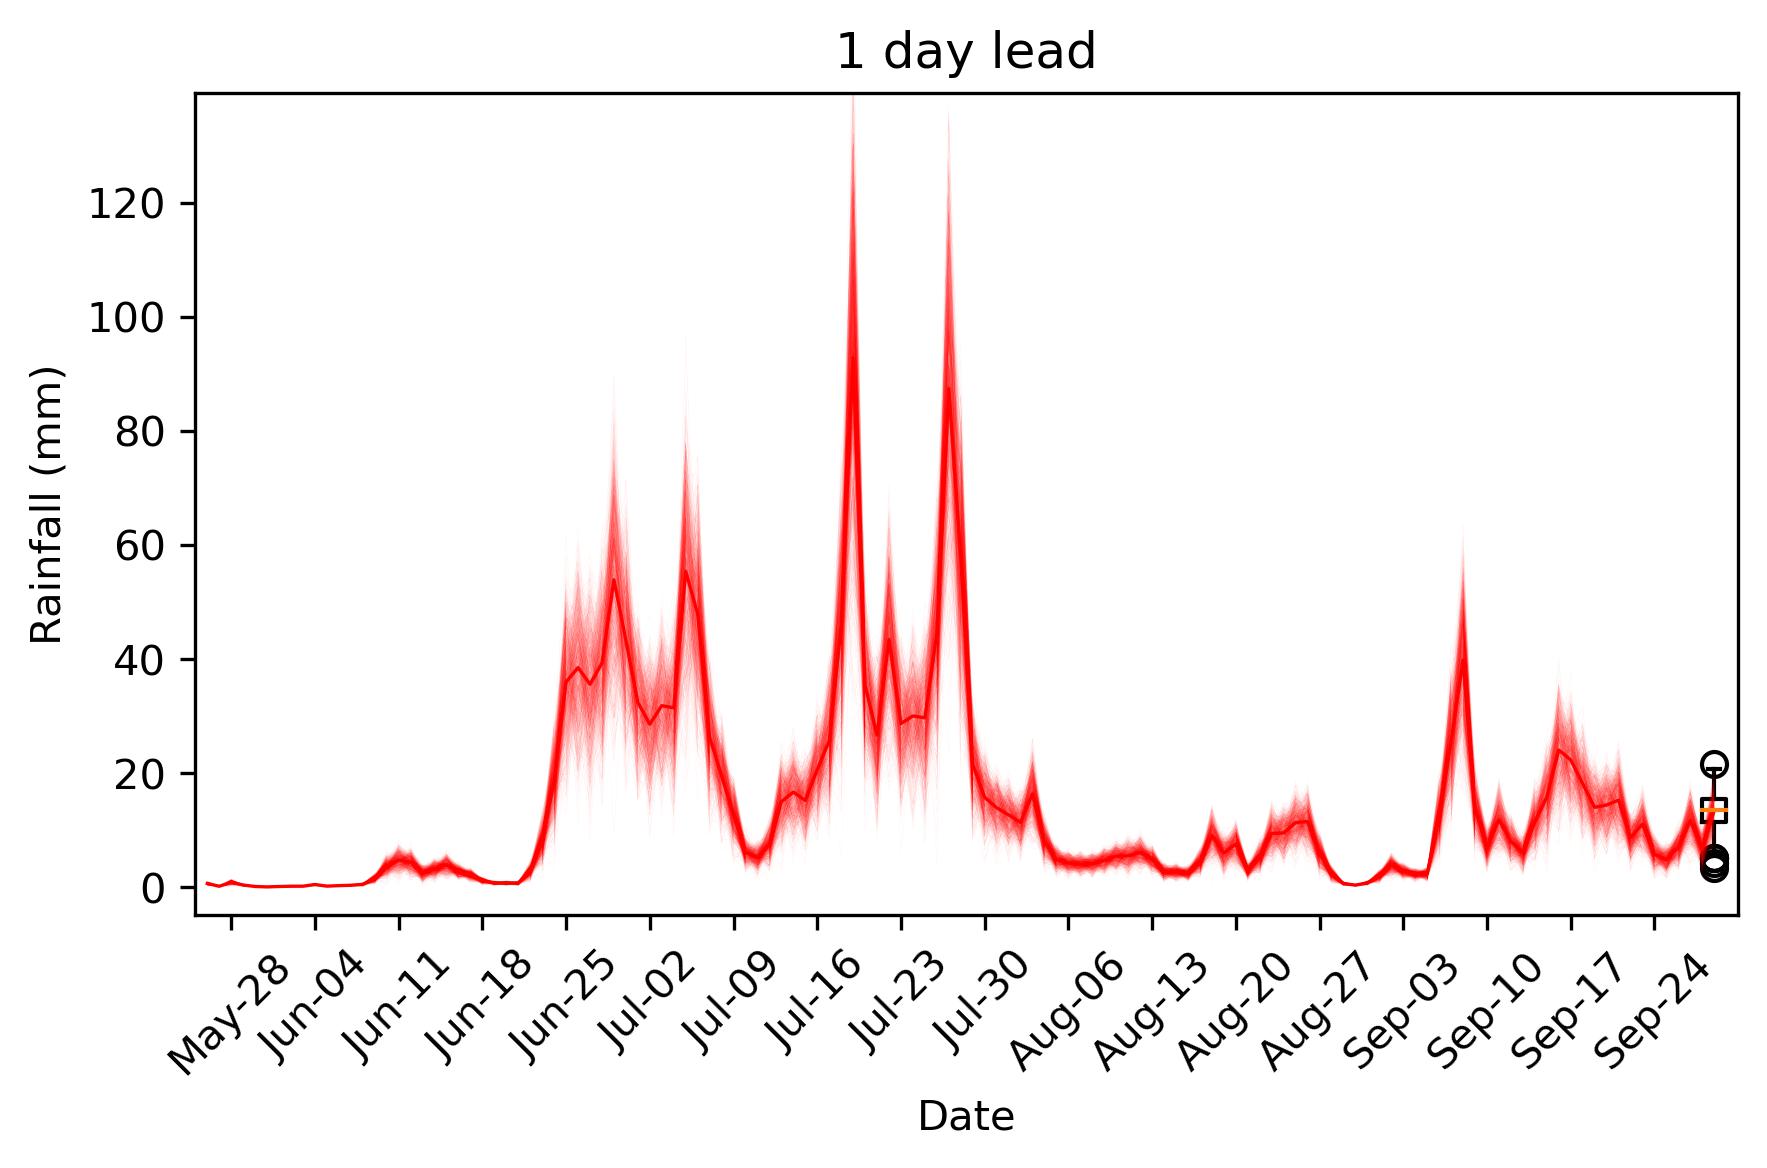 1 day lead
Rainfall (mm)
120
100
80
60
40
20
0
May-28
Jun-04
Jun-11
Jun-18
Jun-25
Jul-02
Jul-09
Jul-16
Jul-23
Jul-30
Aug-06
Aug-13
Aug-20
Aug-27
Sep-03
Sep-10
Sep-17
Sep-24
Date